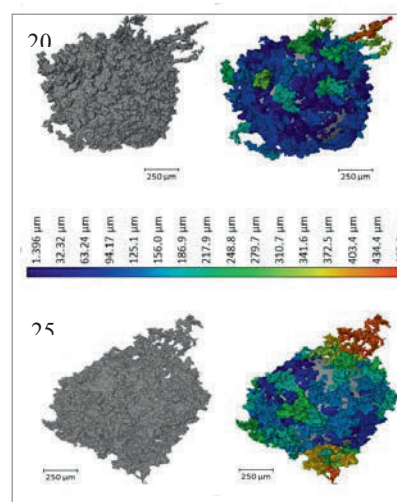 20
250 µm
250 µm
1.396 µm
32.32 µm
63.24 µm
94.17 µm
125.1 µm
156.0 µm
186.9 µm
217.9 µm
248.8 µm
279.7 µm
310.7 µm
341.6 µm
372.5 µm
403.4 µm
434.4 µm
25
250 µm
250 µm